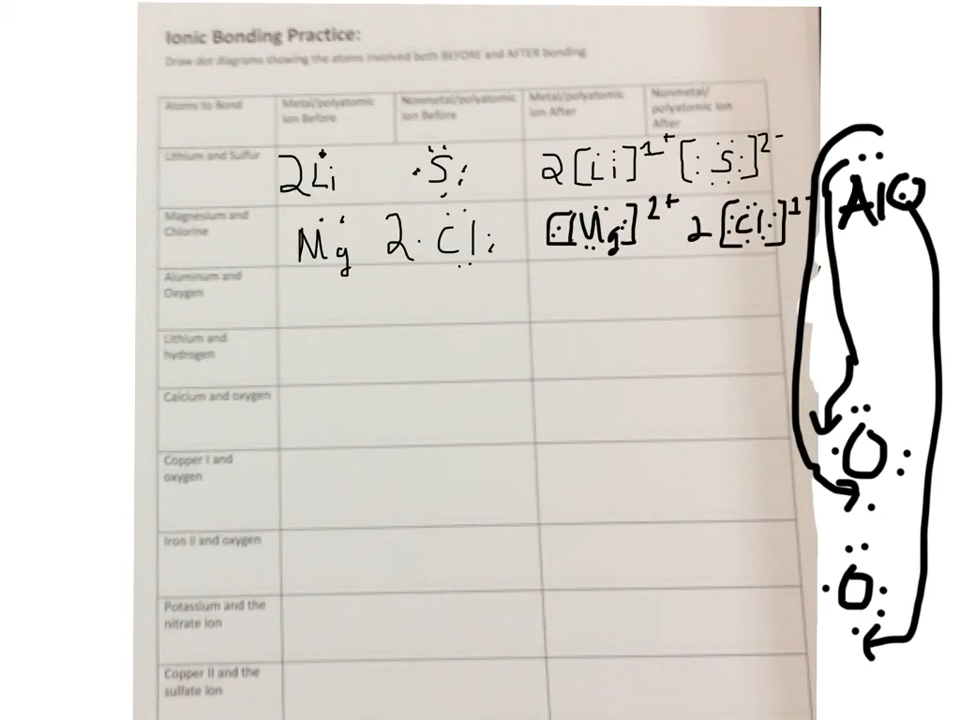 Ionic Bonding Practice:
Draw dot diagrams showing the atoms involved both BEFORE and AFTER bonding
Atoms to Bond
Metal/polyatomic
ion Before
Nonmetal/polyatomic
ion Before
Metal/polyatomic
ion After
Nonmetal/
polyatomic ion
After
Lithium and Sulfur
2Li
S
2[Li]1+
[S]2-
Magnesium and
Chlorine
Mg
2 Cl
[Mg]2+
2[Cl]1-
Aluminum and
Oxygen
Lithium and
hydrogen
Calcium and oxygen
Copper I and
oxygen
Iron II and oxygen
Potassium and the
nitrate ion
Copper II and the
sulfate ion
Al
O
O